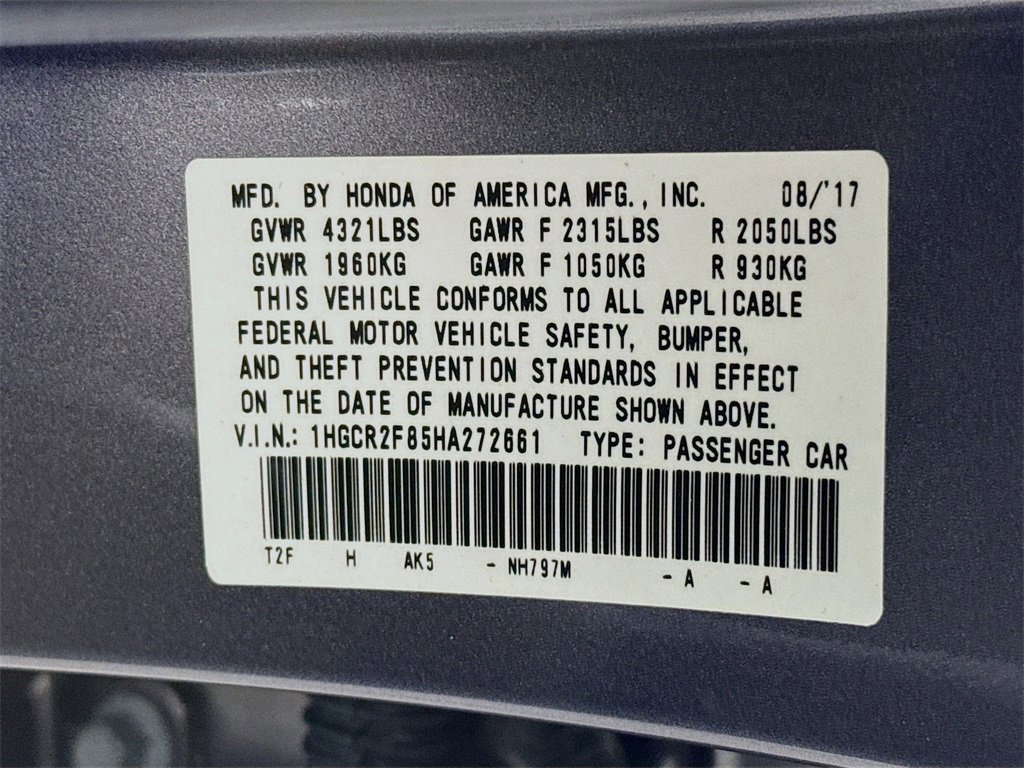 MFD. BY HONDA OF AMERICA MFG., INC. 08/'17
GVWR 4321LBS GAWR F 2315LBS R 2050LBS
GVWR 1960KG GAWR F 1050KG R 930KG
THIS VEHICLE CONFORMS TO ALL APPLICABLE
FEDERAL MOTOR VEHICLE SAFETY, BUMPER,
AND THEFT PREVENTION STANDARDS IN EFFECT
ON THE DATE OF MANUFACTURE SHOWN ABOVE.
V.I.N.: 1HGCR2F85HA272661 TYPE: PASSENGER CAR
T2F H AK5 - NH797M - A - A